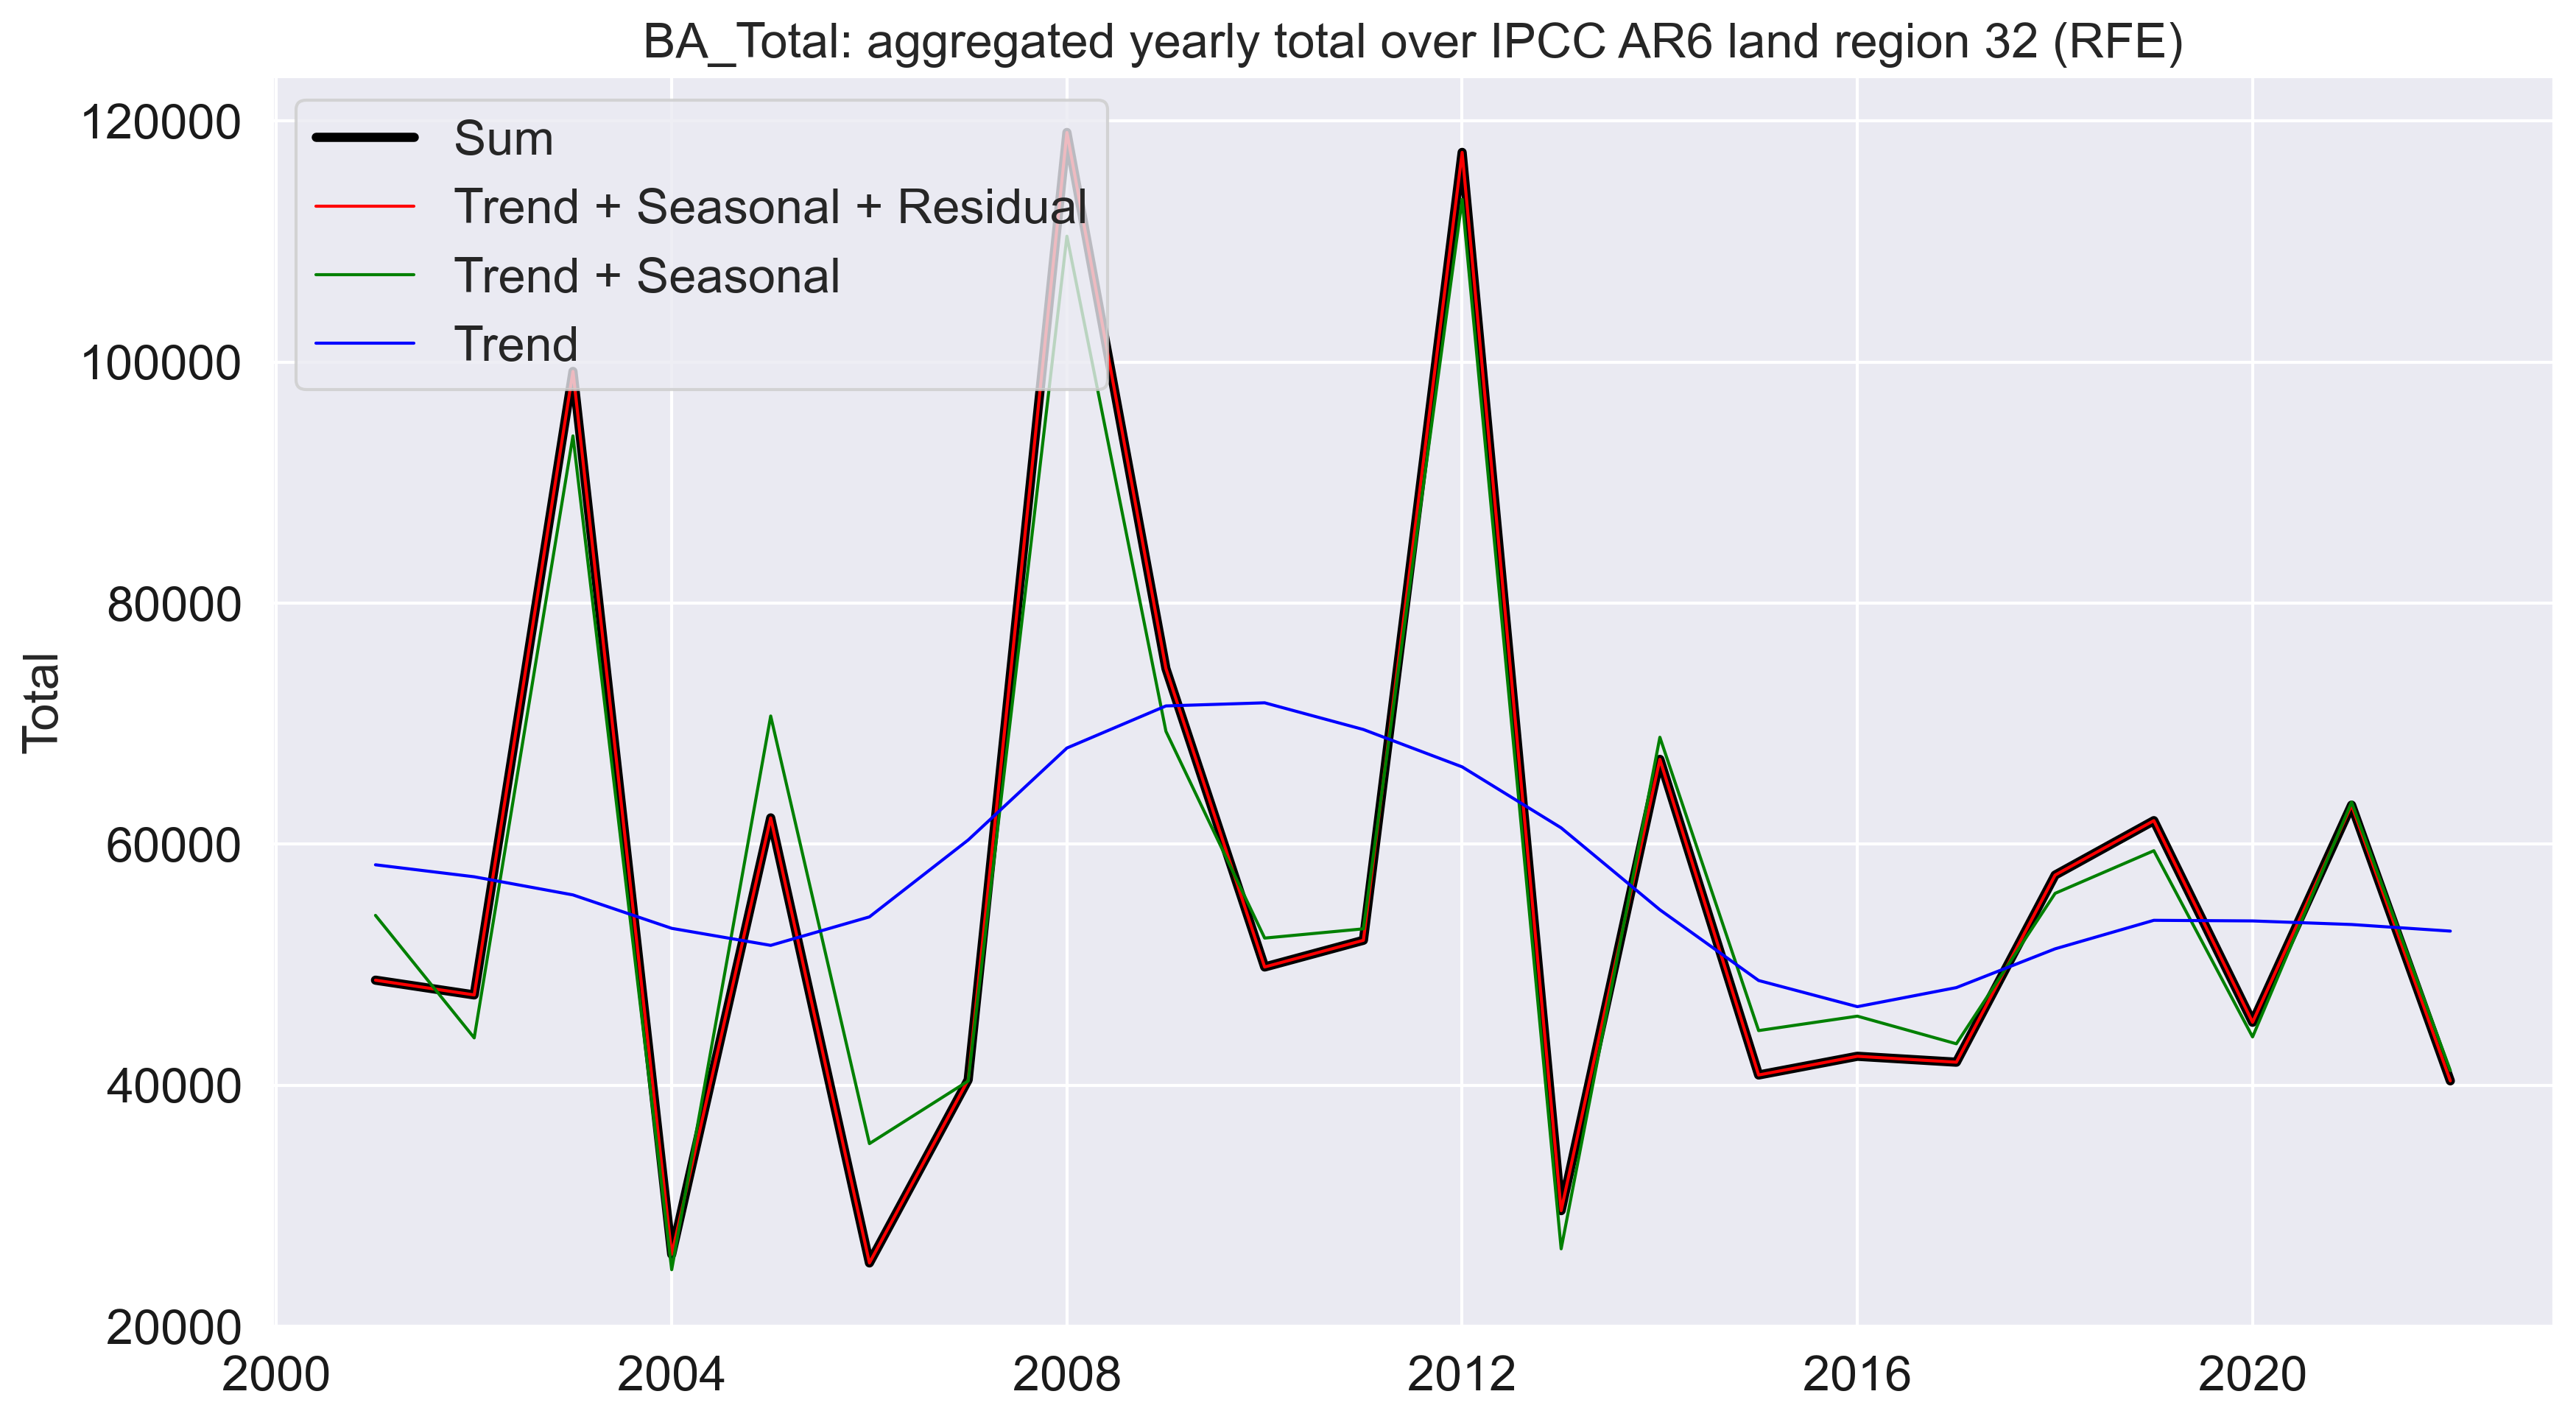 BA_Total: aggregated yearly total over IPCC AR6 land region 32 (RFE)
120000
100000
80000
60000
40000
20000
Total
Sum
Trend + Seasonal + Residual
Trend + Seasonal
Trend
2000 2004 2008 2012 2016 2020